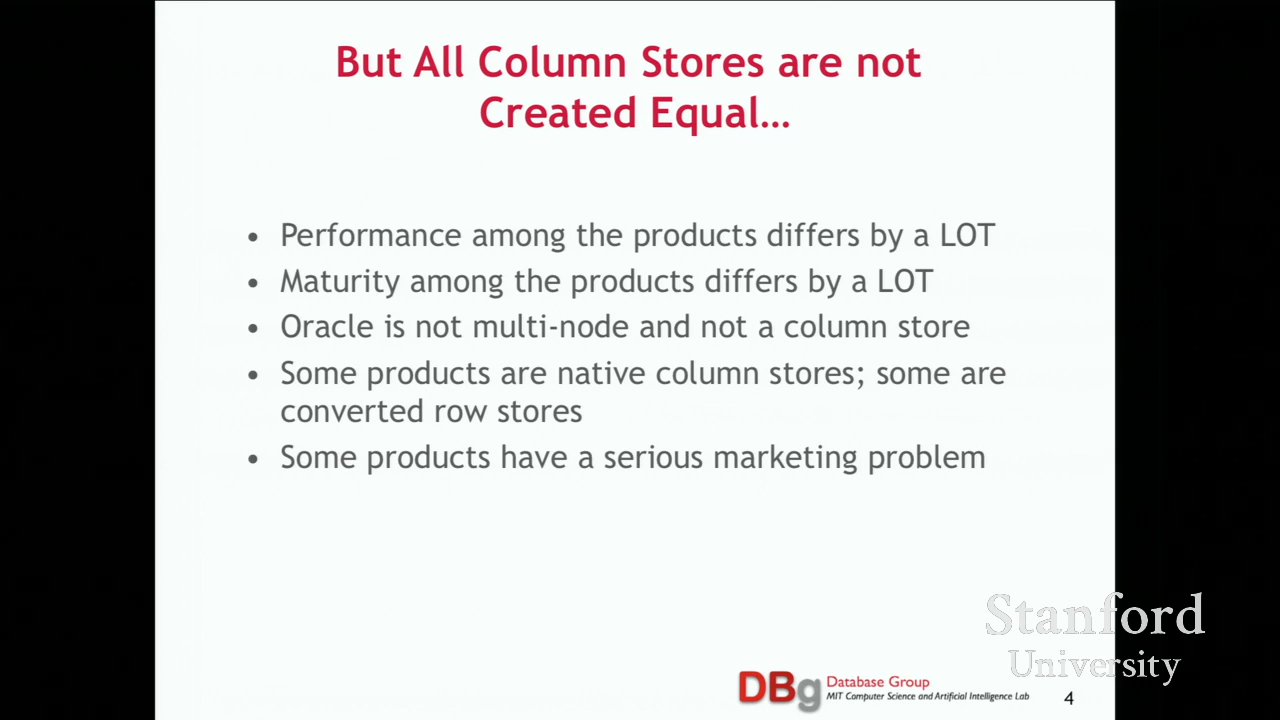 But All Column Stores are not
Created Equal…
• Performance among the products differs by a LOT
• Maturity among the products differs by a LOT
• Oracle is not multi-node and not a column store
• Some products are native column stores; some are
converted row stores
• Some products have a serious marketing problem
Stanford
University
DBg Database Group
MIT Computer Science and Artificial Intelligence Lab
4